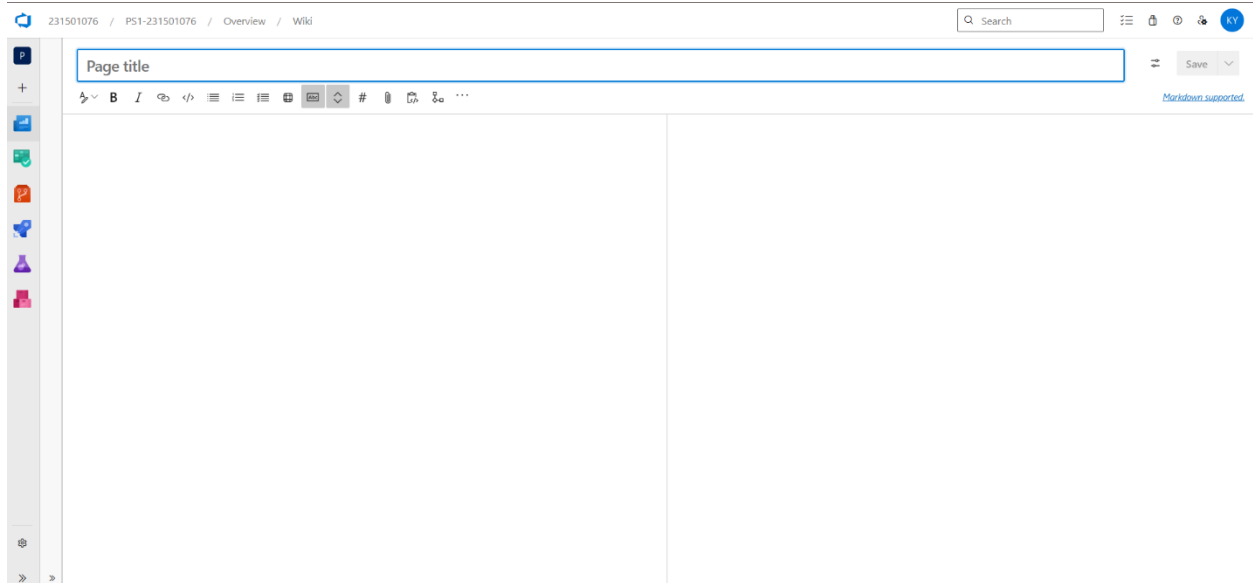 231501076 / PS1-231501076 / Overview / Wiki
Search
KY
P
Page title
Save
B I </> #
Markdown supported.